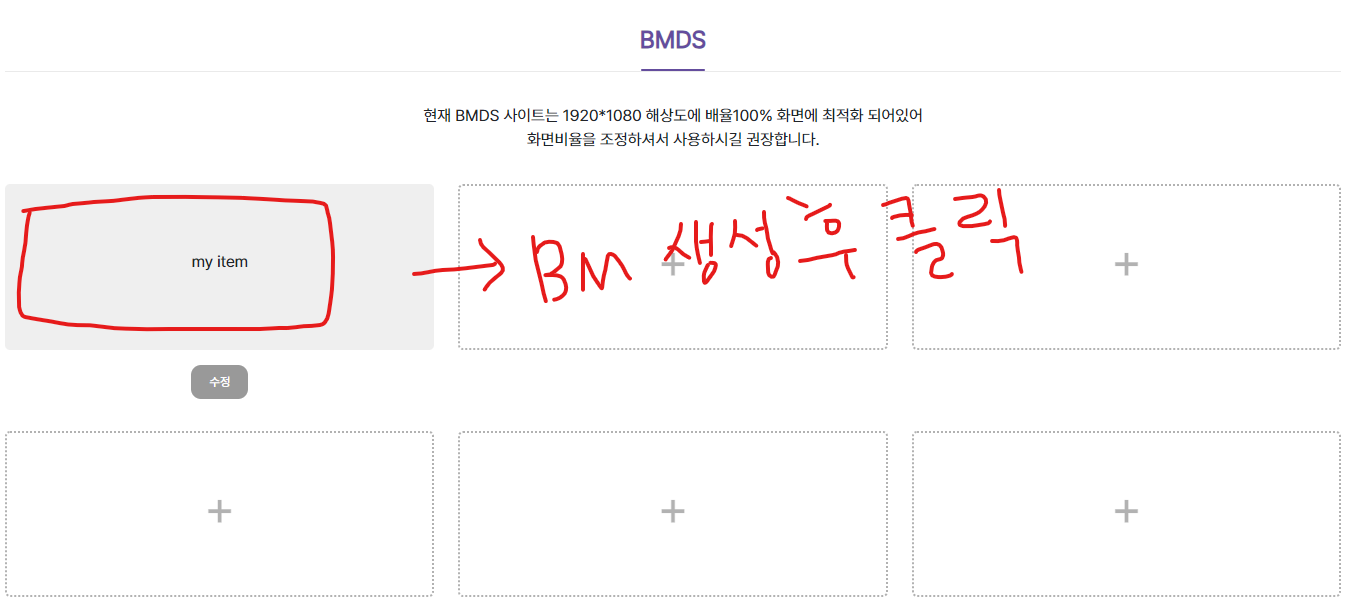 BMDS
현재 BMDS 사이트는 1920*1080 해상도에 배율100% 화면에 최적화 되어있어
화면비율을 조정하셔서 사용하시길 권장합니다.
my item
BM 생성 후 클릭
수정